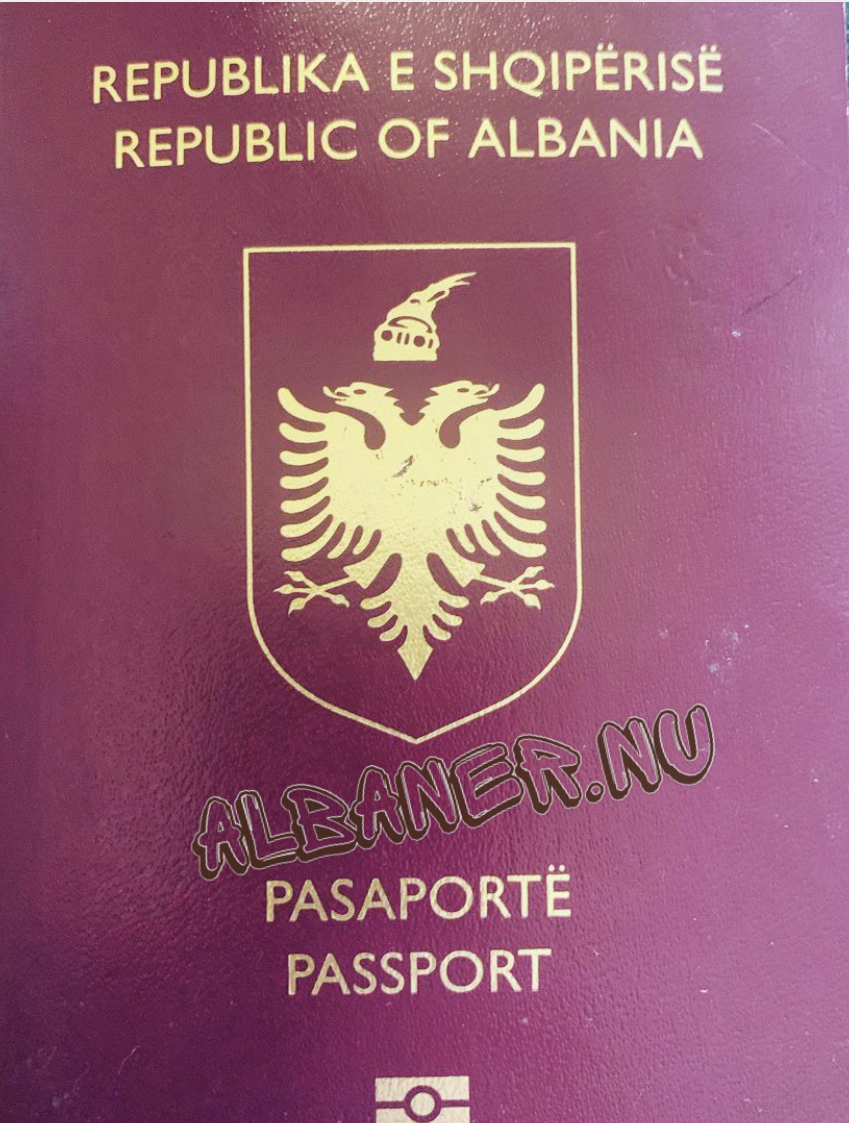 REPUBLIKA E SHQIPËRISË
REPUBLIC OF ALBANIA
ALBANER.NU
PASAPORTË
PASSPORT